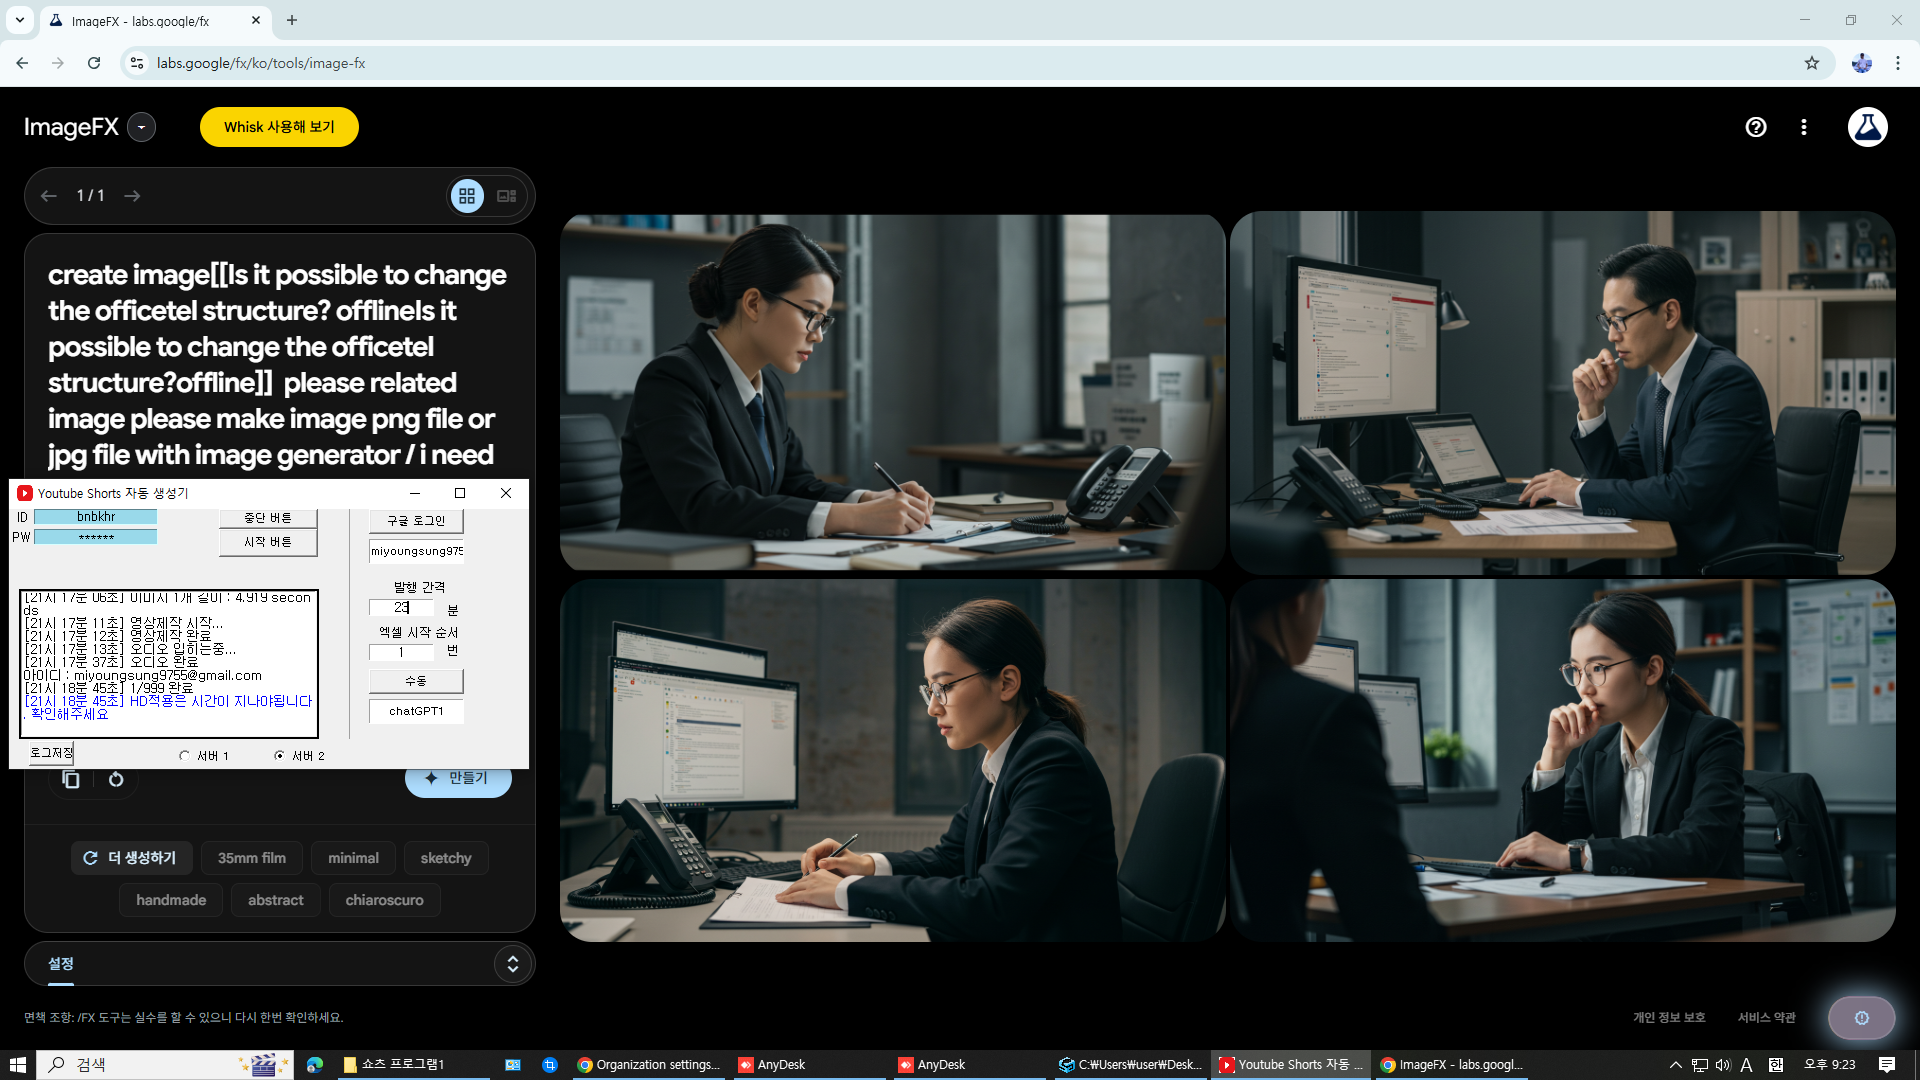 ImageFX - labs.google/fx
labs.google/fx/ko/tools/image-fx
ImageFX
Whisk 사용해 보기
1 / 1
create image[[Is it possible to change
the officetel structure? offlineIs it
possible to change the officetel
structure?offline]]  please related
image please make image png file or
jpg file with image generator / i need
Youtube Shorts 자동 생성기
ID
bnbkhr
PW
******
중단 버튼
시작 버튼
구글 로그인
miyoungsung975
발행 간격
23
분
엑셀 시작 순서
1
번
수동
chatGPT1
[21시 17분 06초] 이미지 1개 길이 : 4.919 secon
ds
[21시 17분 11초] 영상제작 시작...
[21시 17분 12초] 영상제작 완료
[21시 17분 13초] 오디오 입히는중...
[21시 17분 37초] 오디오 완료
아이디 : miyoungsung9755@gmail.com
[21시 18분 45초] 1/999 완료
[21시 18분 45초] HD적용은 시간이 지나야됩니다
. 확인해주세요
로그저장
서버 1
서버 2
만들기
더 생성하기
35mm film
minimal
sketchy
handmade
abstract
chiaroscuro
설정
면책 조항: /FX 도구는 실수를 할 수 있으니 다시 한번 확인하세요.
개인 정보 보호
서비스 약관
검색
쇼츠 프로그램1
Organization settings...
AnyDesk
AnyDesk
C:₩Users₩user₩Desk...
Youtube Shorts 자동 ...
ImageFX - labs.googl...
A
한
오후 9:23